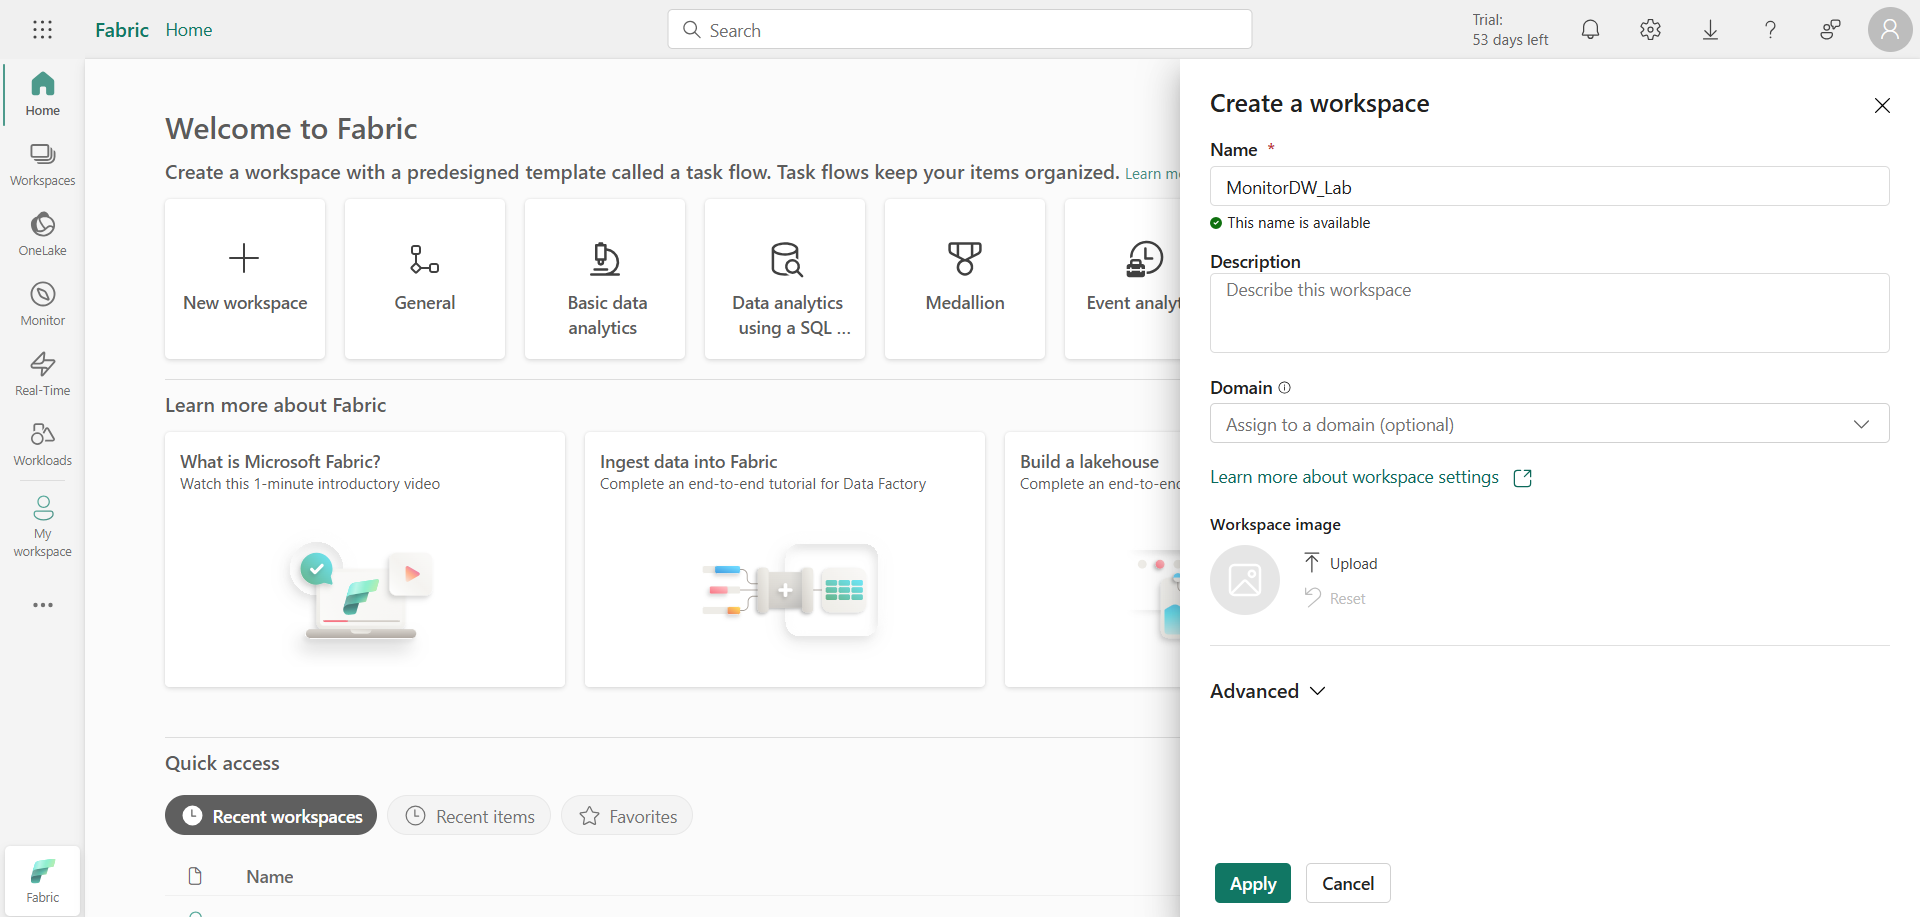 Fabric Home
Search
Trial:
53 days left
Home
Workspaces
OneLake
Monitor
Real-Time
Workloads
My
workspace
Fabric
Welcome to Fabric
Create a workspace with a predesigned template called a task flow. Task flows keep your items organized. Learn
New workspace
General
Basic data
analytics
Data analytics
using a SQL ...
Medallion
Event
Learn more about Fabric
What is Microsoft Fabric?
Watch this 1-minute introductory video
Ingest data into Fabric
Complete an end-to-end tutorial for Data Factory
Build a lakehouse
Complete an
Quick access
Recent workspaces
Recent items
Favorites
Name
Create a workspace
Name *
MonitorDW_Lab
This name is available
Description
Describe this workspace
Domain
Assign to a domain (optional)
Learn more about workspace settings
Workspace image
Upload
Reset
Advanced
Apply
Cancel